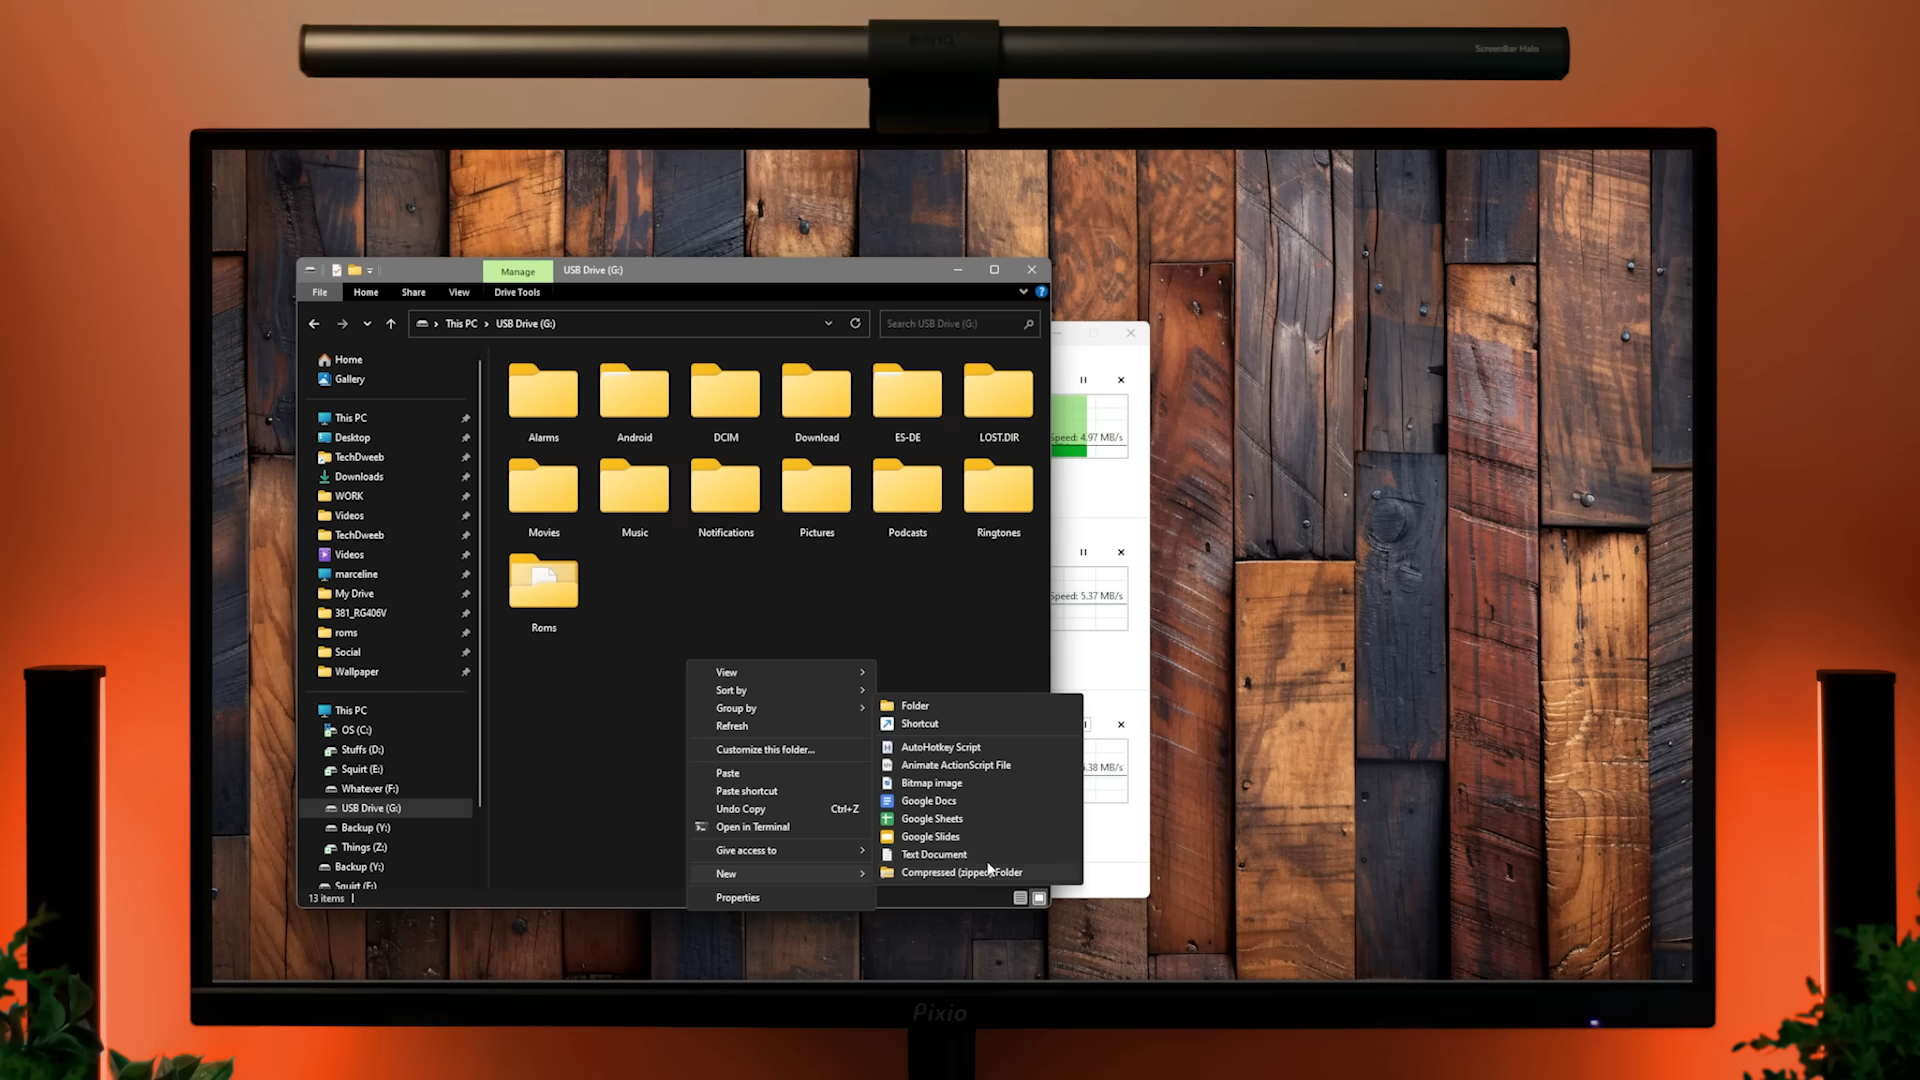 BenQ
ScreenBar Halo
Manage
USB Drive (G:)
File
Home
Share
View
Drive Tools
This PC
USB Drive (G:)
Search USB Drive (G:)
Home
Gallery
This PC
Desktop
TechDweeb
Downloads
WORK
Videos
TechDweeb
Videos
marceline
My Drive
381_RG406V
roms
Social
Wallpaper
This PC
OS (C:)
Stuffs (D:)
Squirt (E:)
Whatever (F:)
USB Drive (G:)
Backup (Y:)
Things (Z:)
Backup (Y:)
Squirt (E:)
13 items
Alarms
Android
DCIM
Download
ES-DE
LOST.DIR
Movies
Music
Notifications
Pictures
Podcasts
Ringtones
Roms
Speed: 4.97 MB/s
Speed: 5.37 MB/s
.38 MB/s
View
Sort by
Group by
Refresh
Customize this folder...
Paste
Paste shortcut
Undo Copy Ctrl+Z
Open in Terminal
Give access to
New
Properties
Folder
Shortcut
AutoHotkey Script
Animate ActionScript File
Bitmap image
Google Docs
Google Sheets
Google Slides
Text Document
Compressed (zipped) Folder
Pixio